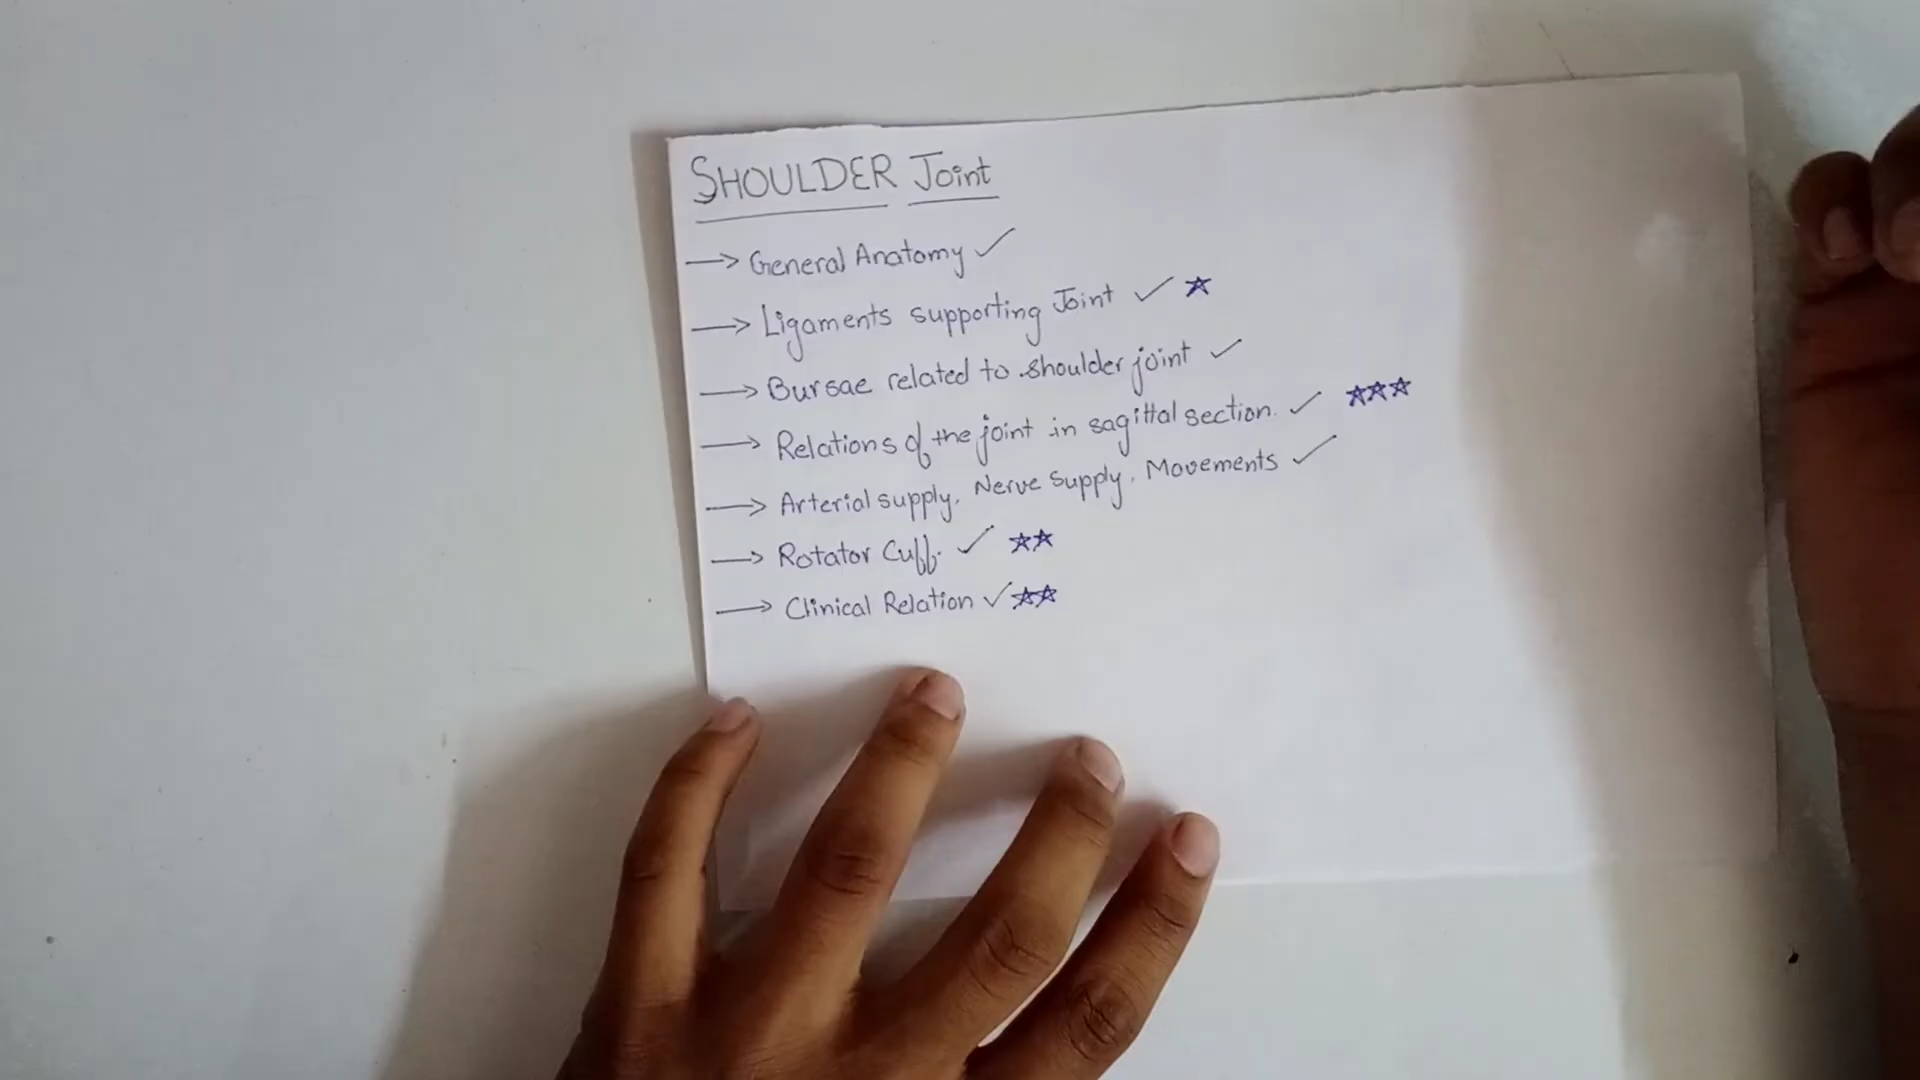 SHOULDER Joint
→ General Anatomy ✓
→ Ligaments supporting Joint ✓ ☆
→ Bursae related to shoulder joint ✓
→ Relations of the joint in sagittal section. ✓ ☆☆☆
→ Arterial supply, Nerve supply, Movements ✓
→ Rotator Cuff. ✓ ☆☆
→ Clinical Relation ✓ ☆☆